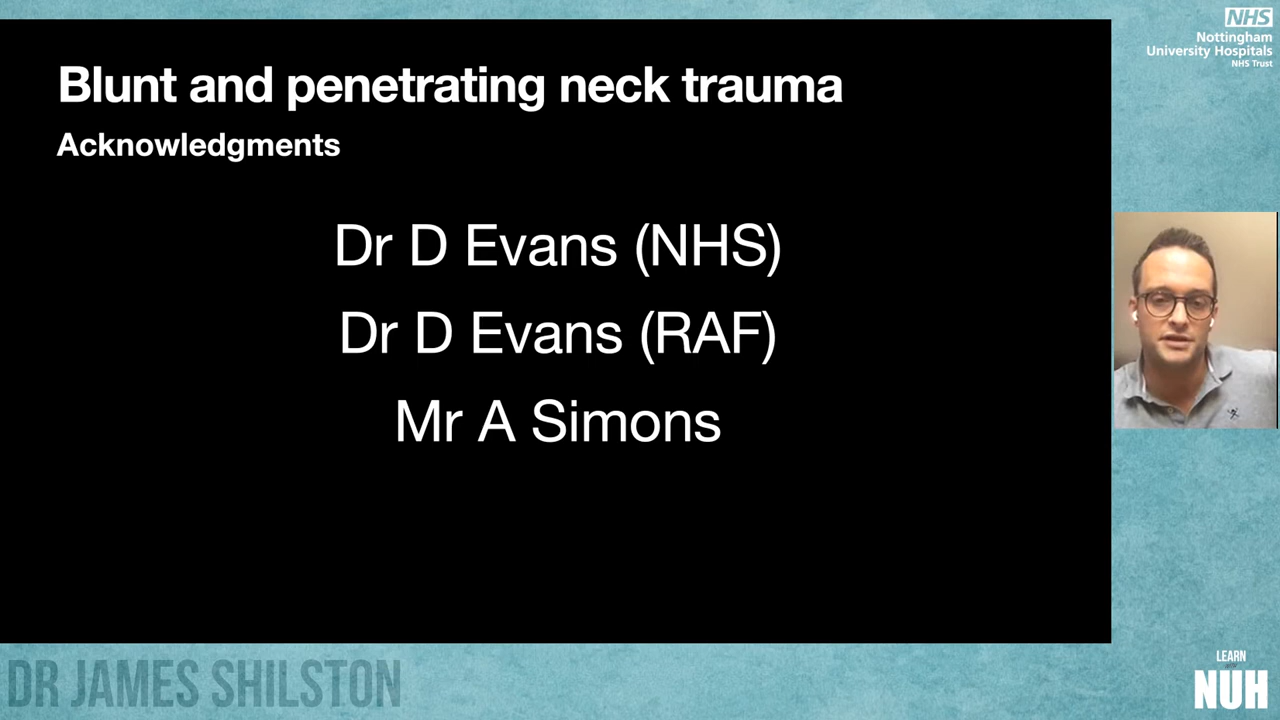 Blunt and penetrating neck trauma
Acknowledgments
Dr D Evans (NHS)
Dr D Evans (RAF)
Mr A Simons
NHS
Nottingham
University Hospitals
NHS Trust
DR JAMES SHILSTON
LEARN
NUH